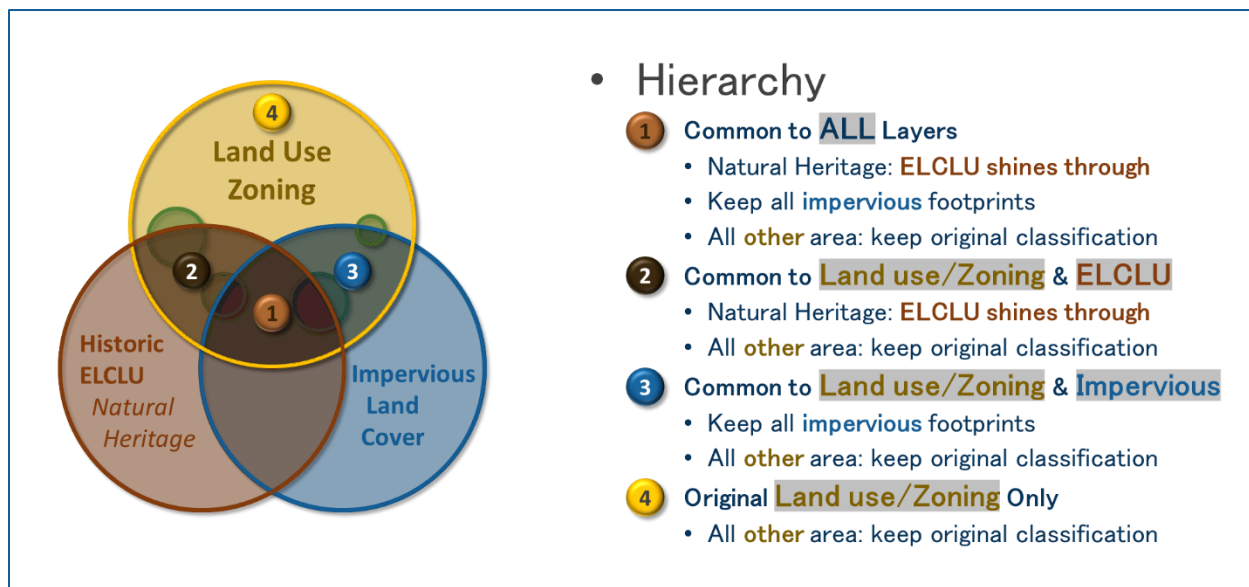 4
Land Use
Zoning
2
3
1
Historic
ELCLU
Natural
Heritage
Impervious
Land
Cover
• Hierarchy
1 Common to ALL Layers
• Natural Heritage: ELCLU shines through
• Keep all impervious footprints
• All other area: keep original classification
2 Common to Land use/Zoning & ELCLU
• Natural Heritage: ELCLU shines through
• All other area: keep original classification
3 Common to Land use/Zoning & Impervious
• Keep all impervious footprints
• All other area: keep original classification
4 Original Land use/Zoning Only
• All other area: keep original classification